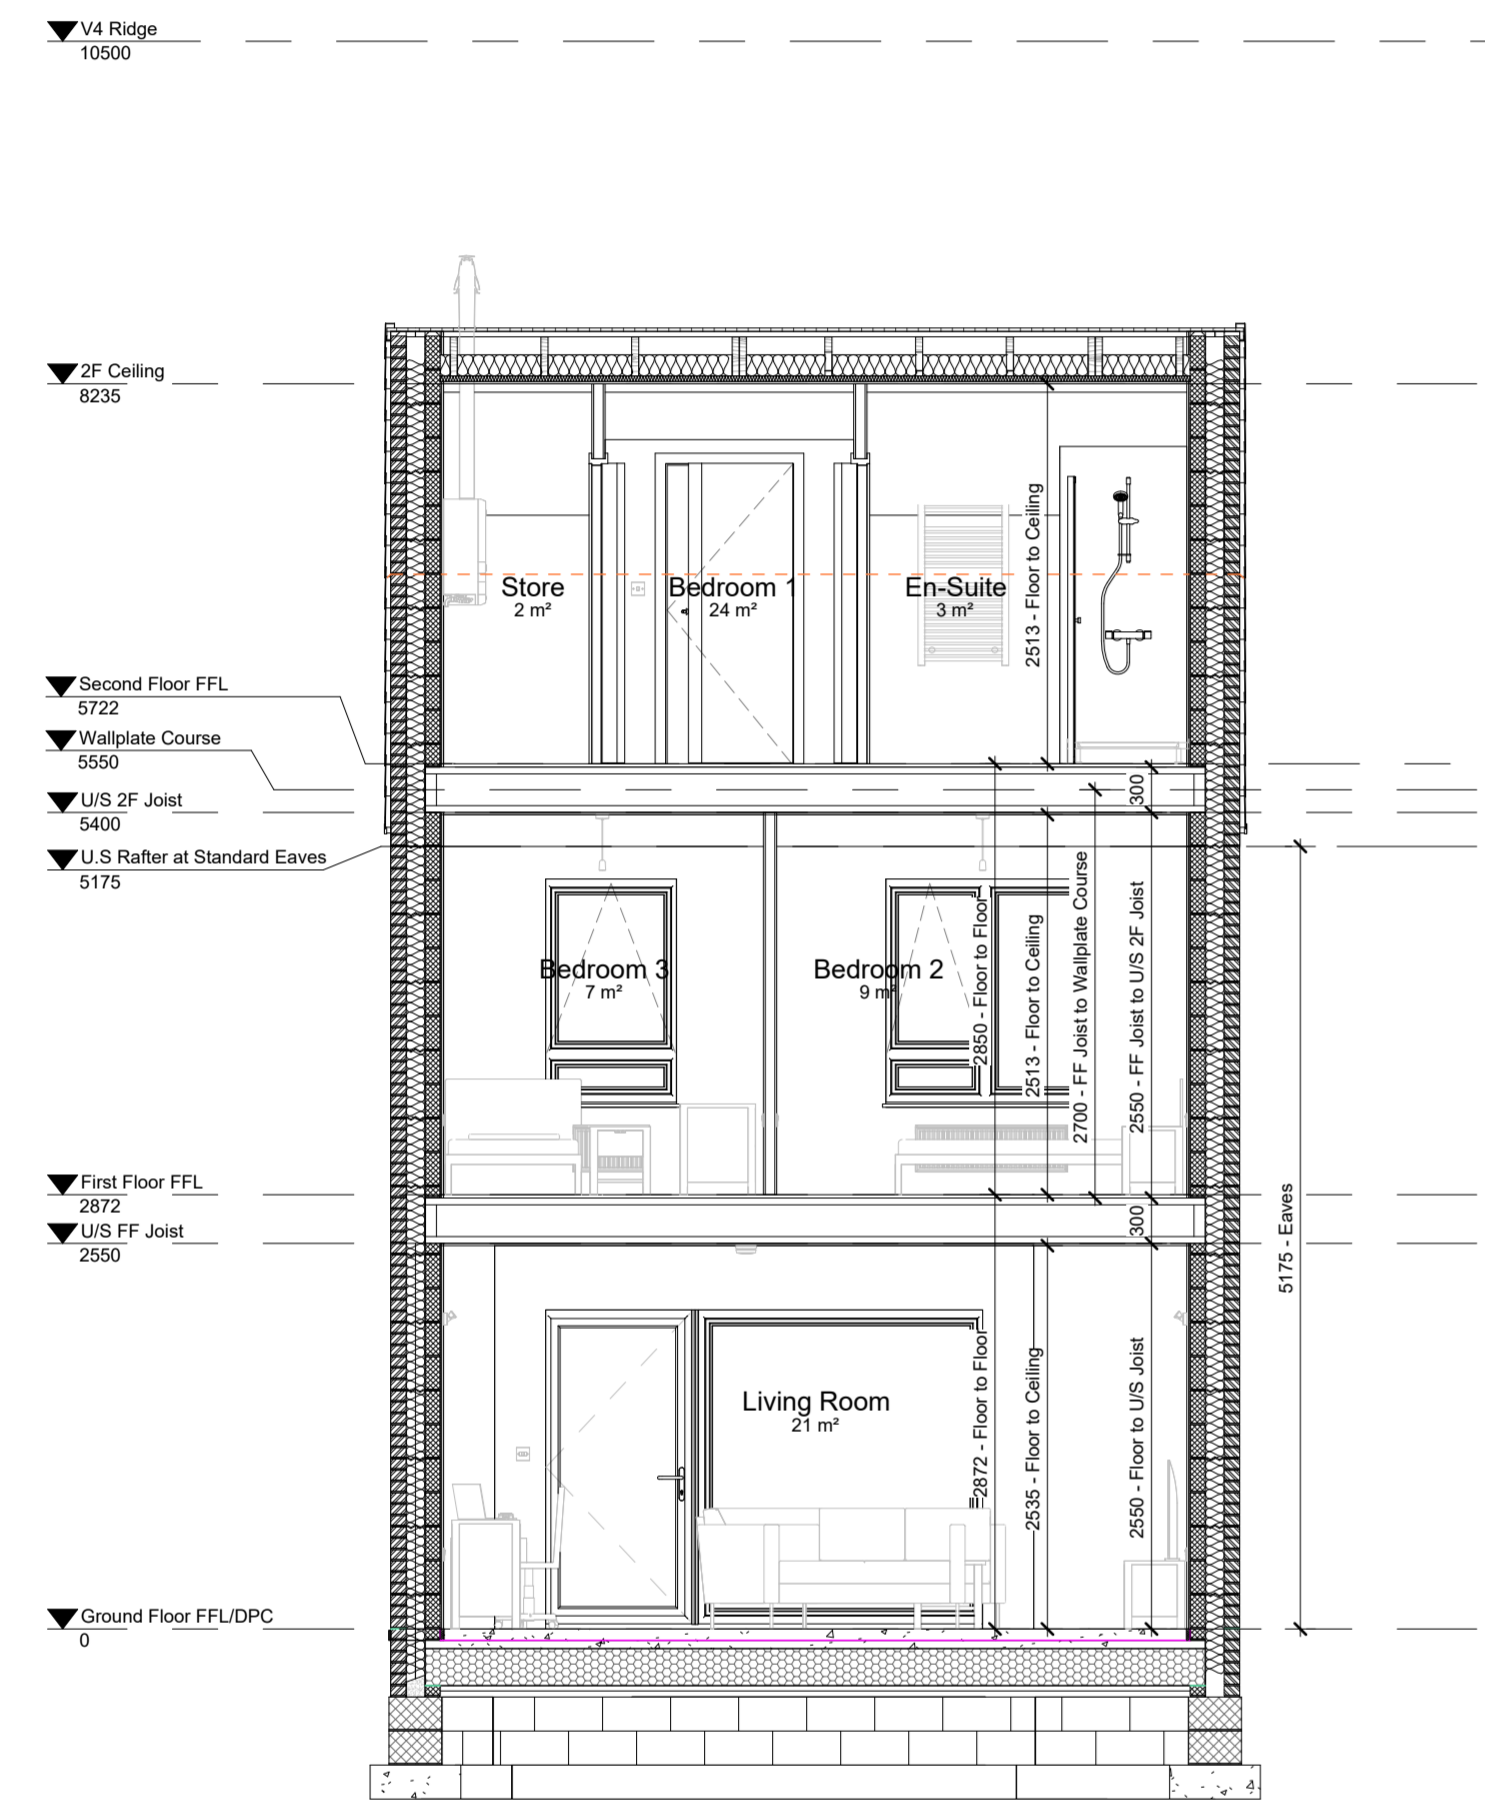 V4 Ridge
10500
2F Ceiling
8235
Store
2 m²
Bedroom 1
24 m²
En-Suite
3 m²
2513 - Floor to Ceiling
Second Floor FFL
5722
Wallplate Course
5550
U/S 2F Joist
5400
U.S Rafter at Standard Eaves
5175
300
Bedroom 3
7 m²
Bedroom 2
9 m²
2850 - Floor to Floor
2513 - Floor to Ceiling
2700 - FF Joist to Wallplate Course
2550 - FF Joist to U/S 2F Joist
First Floor FFL
2872
U/S FF Joist
2550
300
5175 - Eaves
Living Room
21 m²
2872 - Floor to Floor
2535 - Floor to Ceiling
2550 - Floor to U/S Joist
Ground Floor FFL/DPC
0